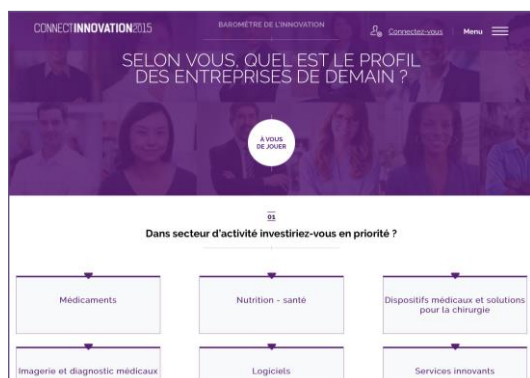 CONNECTINNOVATION2015
BAROMÈTRE DE L'INNOVATION
Connectez-vous
Menu
SELON VOUS, QUEL EST LE PROFIL
DES ENTREPRISES DE DEMAIN ?
À VOUS
DE JOUER
01
Dans secteur d'activité investiriez-vous en priorité ?
Médicaments
Nutrition - santé
Dispositifs médicaux et solutions
pour la chirurgie
Imagerie et diagnostic médicaux
Logiciels
Services innovants